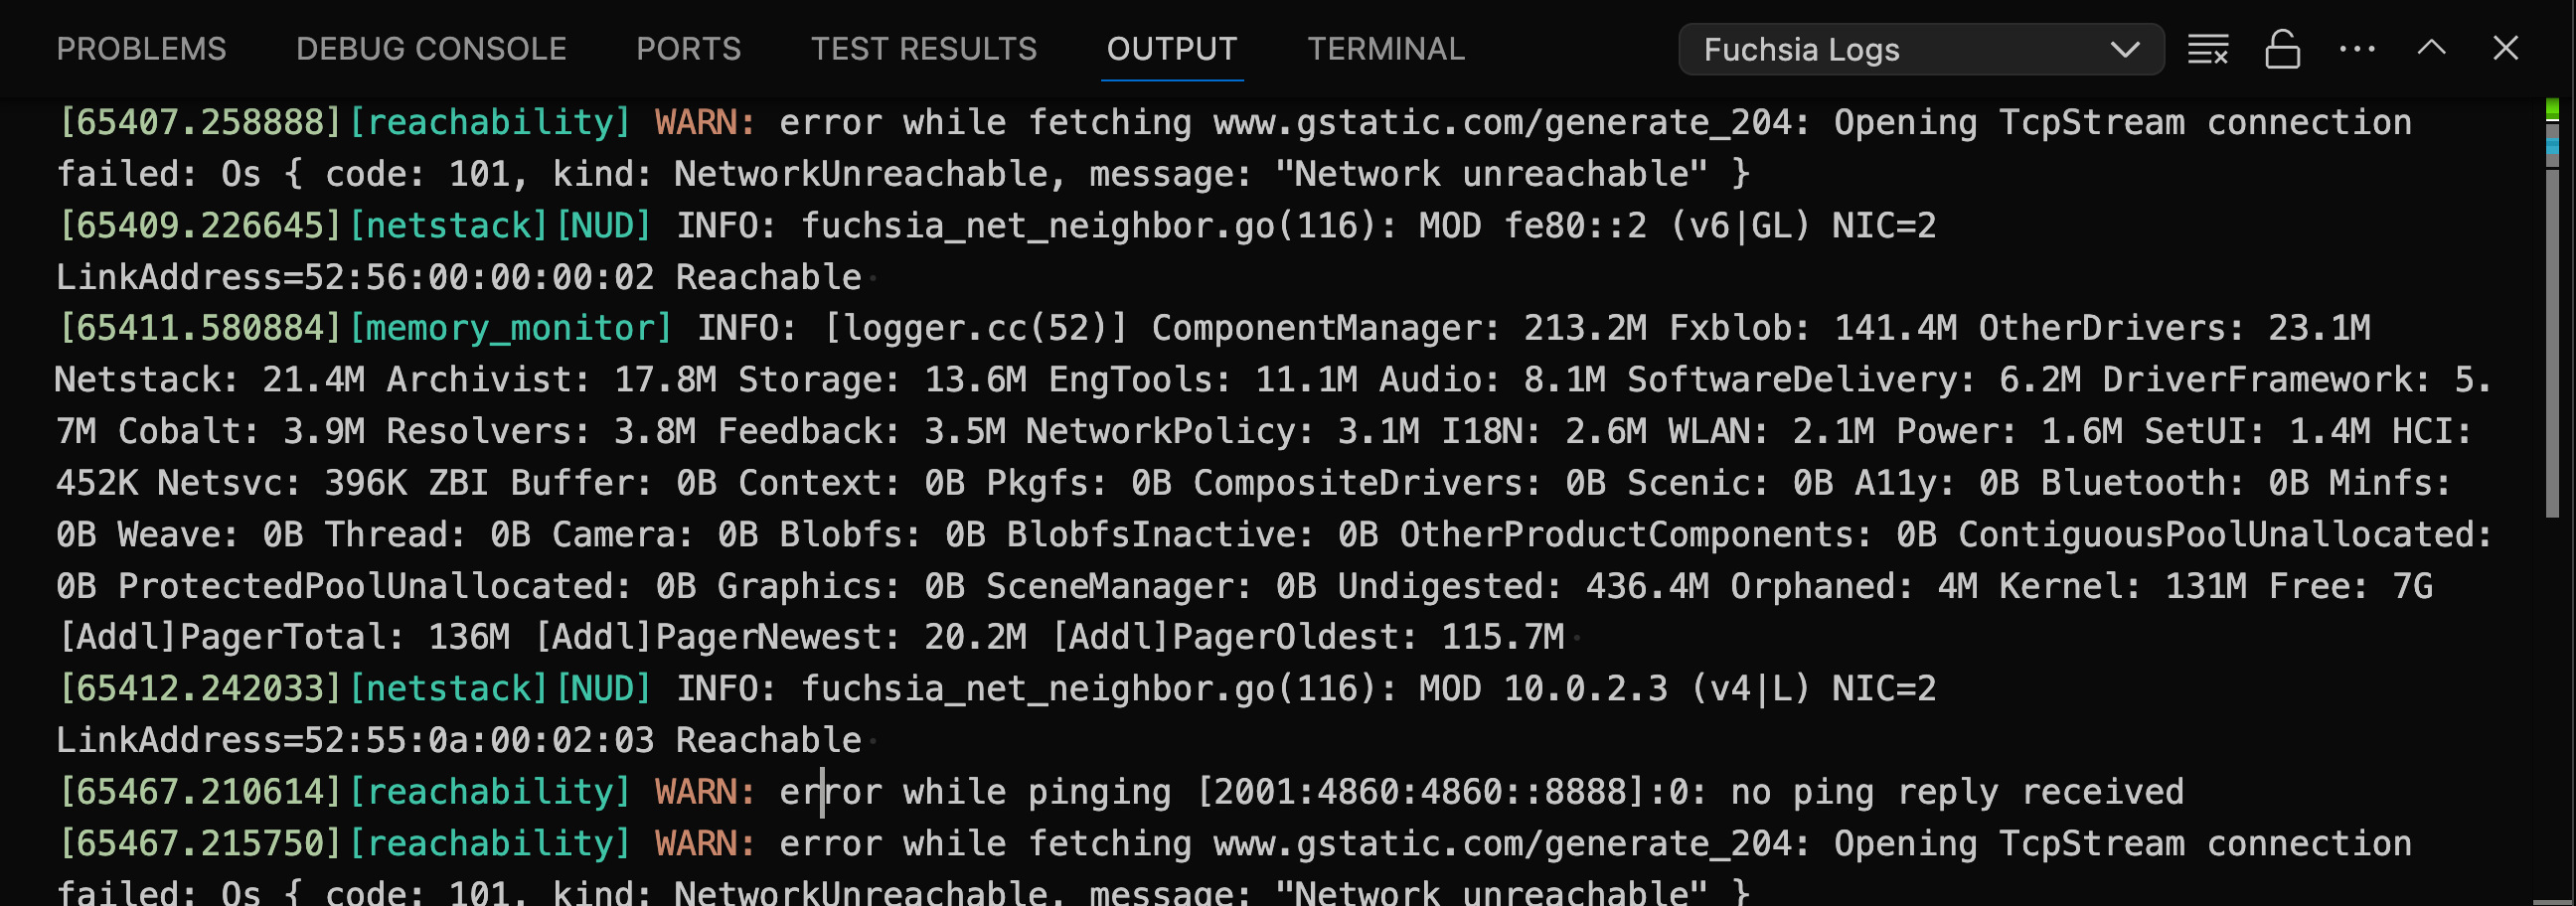 PROBLEMS DEBUG CONSOLE PORTS TEST RESULTS OUTPUT TERMINAL Fuchsia Logs
[65407.258888][reachability] WARN: error while fetching www.gstatic.com/generate_204: Opening TcpStream connection
failed: Os { code: 101, kind: NetworkUnreachable, message: "Network unreachable" }
[65409.226645][netstack][NUD] INFO: fuchsia_net_neighbor.go(116): MOD fe80::2 (v6|GL) NIC=2
LinkAddress=52:56:00:00:00:02 Reachable
[65411.580884][memory_monitor] INFO: [logger.cc(52)] ComponentManager: 213.2M Fxblob: 141.4M OtherDrivers: 23.1M
Netstack: 21.4M Archivist: 17.8M Storage: 13.6M EngTools: 11.1M Audio: 8.1M SoftwareDelivery: 6.2M DriverFramework: 5.
7M Cobalt: 3.9M Resolvers: 3.8M Feedback: 3.5M NetworkPolicy: 3.1M I18N: 2.6M WLAN: 2.1M Power: 1.6M SetUI: 1.4M HCI:
452K Netsvc: 396K ZBI Buffer: 0B Context: 0B Pkgfs: 0B CompositeDrivers: 0B Scenic: 0B A11y: 0B Bluetooth: 0B Minfs:
0B Weave: 0B Thread: 0B Camera: 0B Blobfs: 0B BlobfsInactive: 0B OtherProductComponents: 0B ContiguousPoolUnallocated:
0B ProtectedPoolUnallocated: 0B Graphics: 0B SceneManager: 0B Undigested: 436.4M Orphaned: 4M Kernel: 131M Free: 7G
[Addl]PagerTotal: 136M [Addl]PagerNewest: 20.2M [Addl]PagerOldest: 115.7M
[65412.242033][netstack][NUD] INFO: fuchsia_net_neighbor.go(116): MOD 10.0.2.3 (v4|L) NIC=2
LinkAddress=52:55:0a:00:02:03 Reachable
[65467.210614][reachability] WARN: error while pinging [2001:4860:4860::8888]:0: no ping reply received
[65467.215750][reachability] WARN: error while fetching www.gstatic.com/generate_204: Opening TcpStream connection
failed: Os { code: 101, kind: NetworkUnreachable, message: "Network unreachable" }